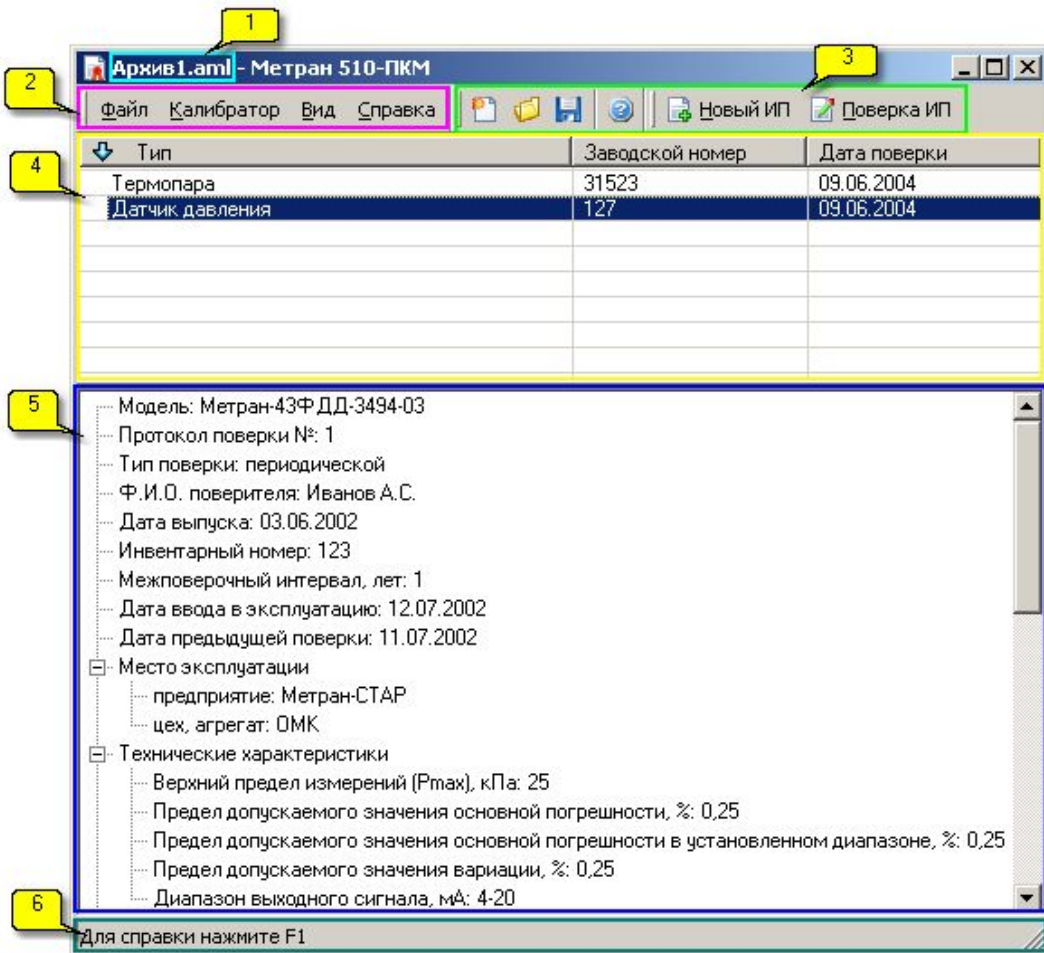 1
Архив1.aml - Метран 510-ПКМ
2
3
Файл Калибратор Вид Справка Новый ИП Поверка ИП
4
Тип Заводской номер Дата поверки
Термопара 31523 09.06.2004
Датчик давления 127 09.06.2004
5
Модель: Метран-43ФДД-3494-03
Протокол поверки №: 1
Тип поверки: периодической
Ф.И.О. поверителя: Иванов А.С.
Дата выпуска: 03.06.2002
Инвентарный номер: 123
Межповерочный интервал, лет: 1
Дата ввода в эксплуатацию: 12.07.2002
Дата предыдущей поверки: 11.07.2002
Место эксплуатации
предприятие: Метран-СТАР
цех, агрегат: ОМК
Технические характеристики
Верхний предел измерений (Pmax), кПа: 25
Предел допускаемого значения основной погрешности, %: 0,25
Предел допускаемого значения основной погрешности в установленном диапазоне, %: 0,25
Предел допускаемого значения вариации, %: 0,25
Диапазон выходного сигнала, мА: 4-20
6
Для справки нажмите F1